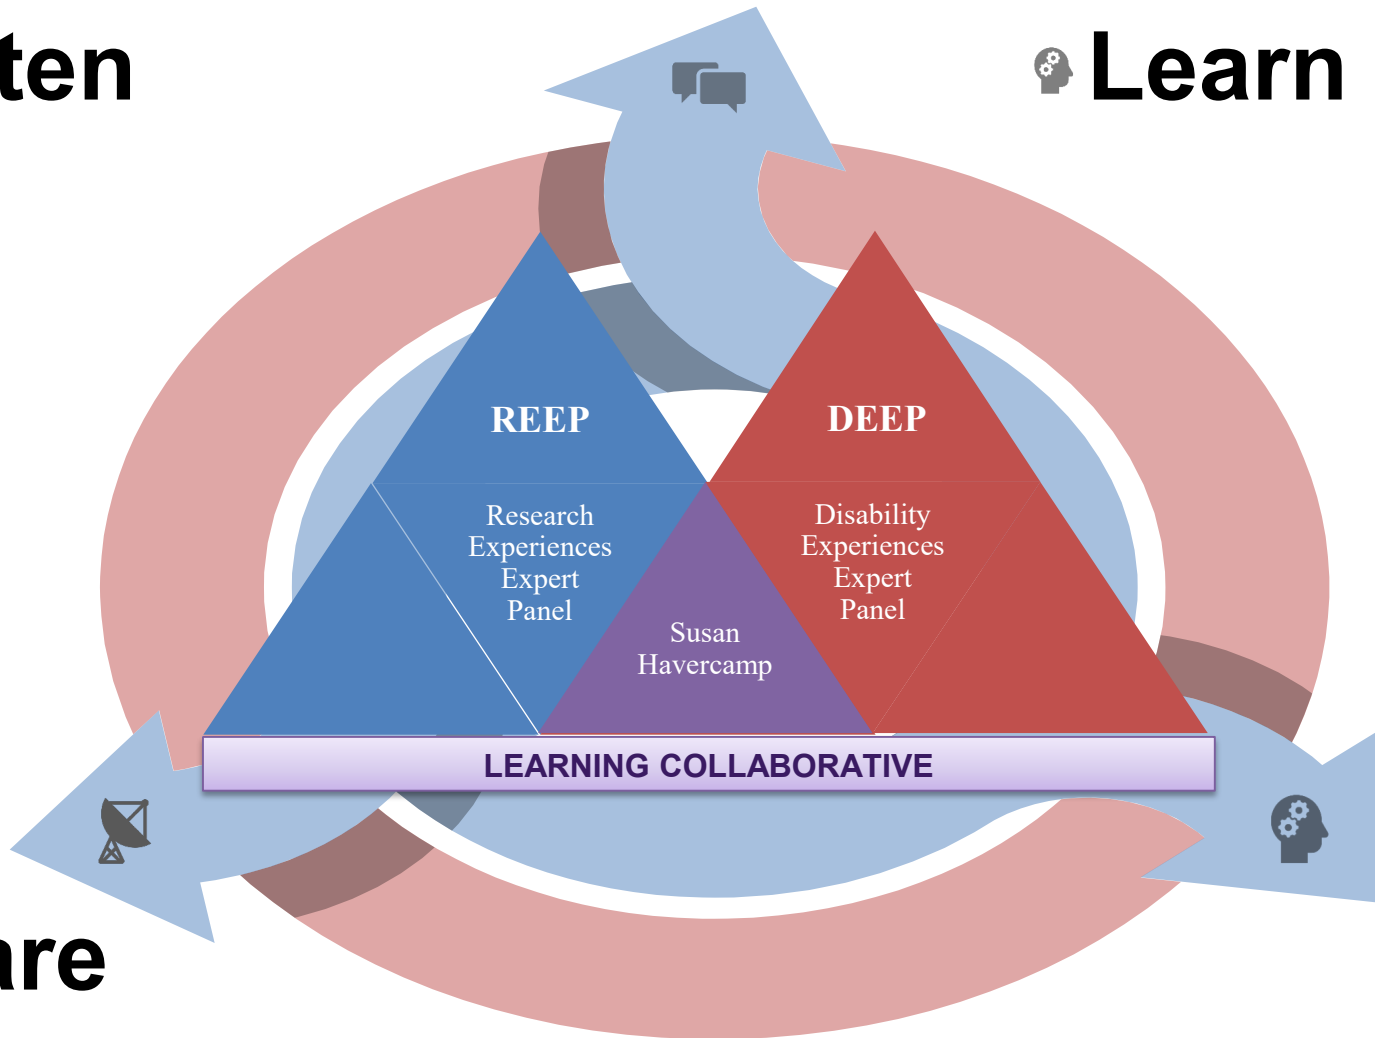 ten
Learn
REEP
DEEP
Research
Experiences
Expert
Panel
Disability
Experiences
Expert
Panel
Susan
Havercamp
LEARNING COLLABORATIVE
are